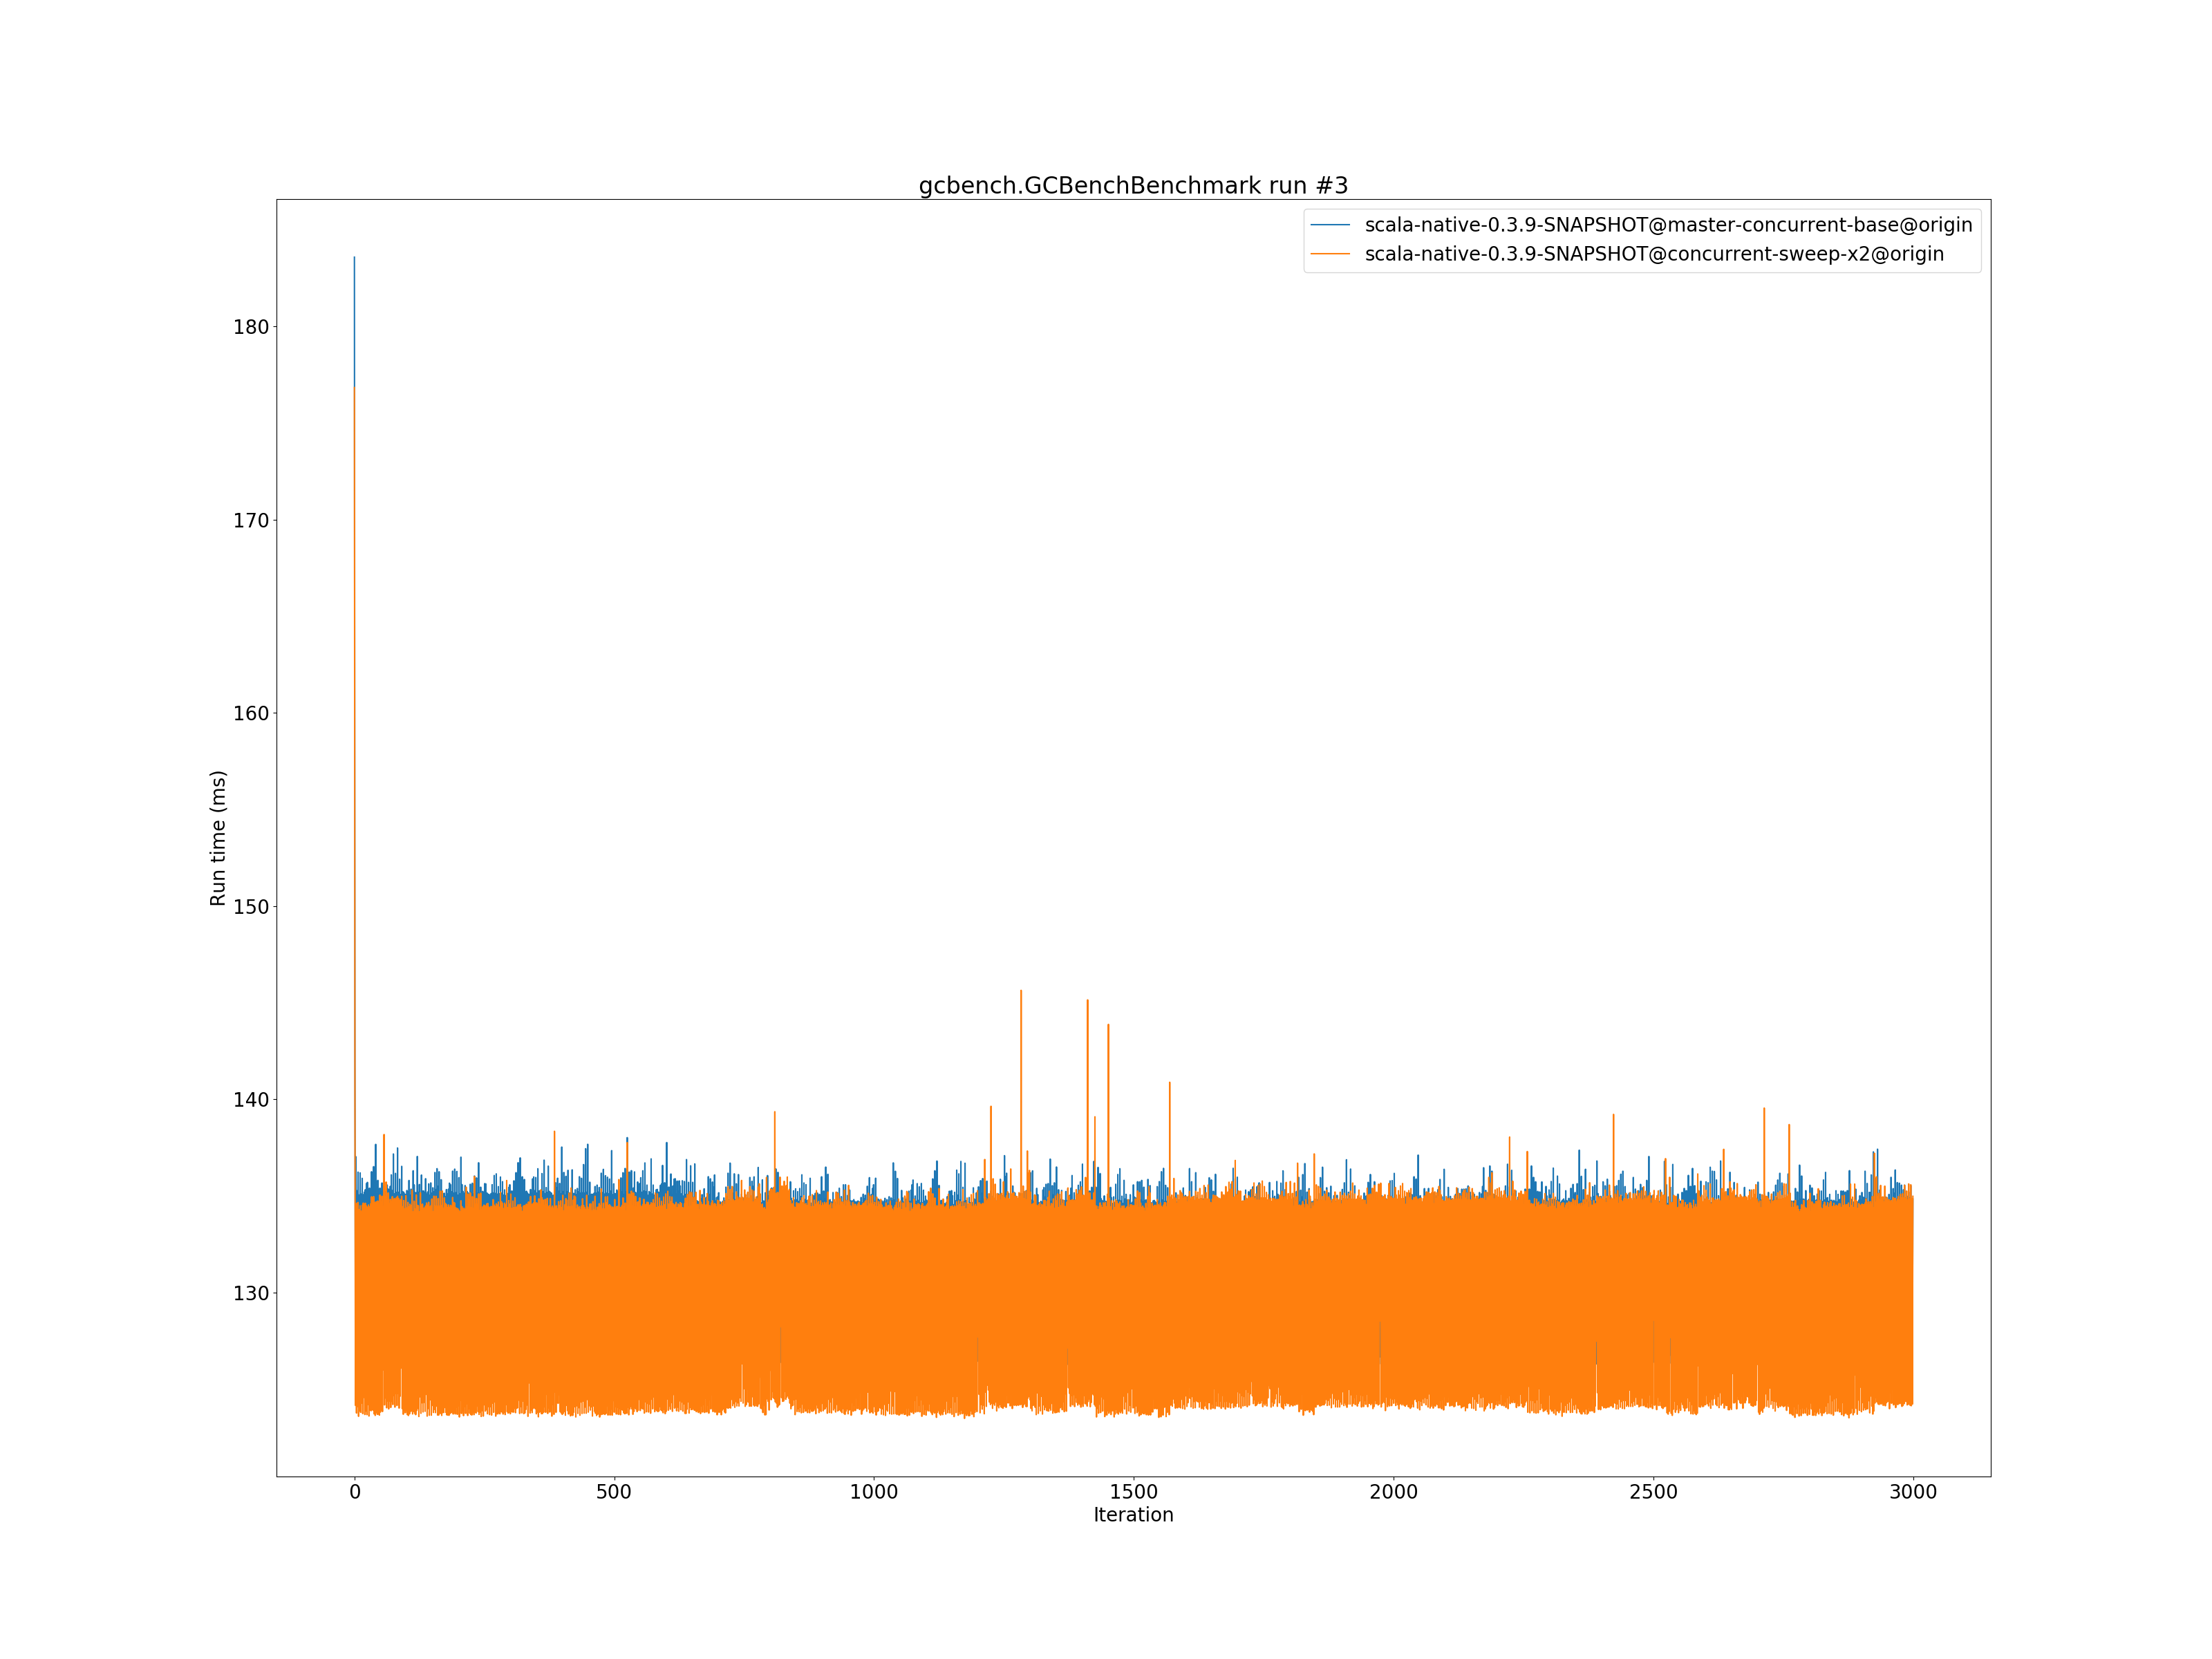 gcbench.GCBenchBenchmark run #3
scala-native-0.3.9-SNAPSHOT@master-concurrent-base@origin
scala-native-0.3.9-SNAPSHOT@concurrent-sweep-x2@origin
180
170
160
150
140
130
Run time (ms)
0 500 1000 1500 2000 2500 3000
Iteration